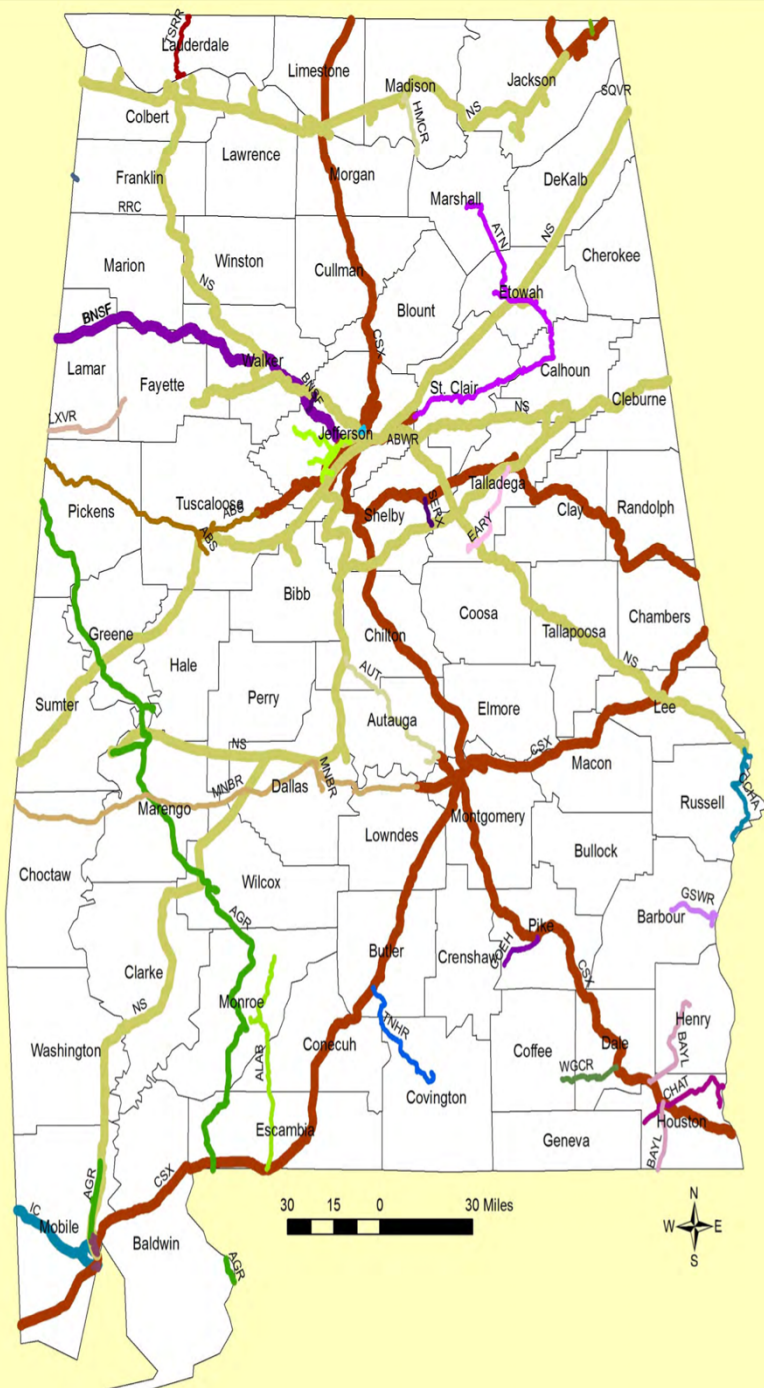 TSRR
Lauderdale
Limestone
Madison
Jackson
Colbert
HMCR
NS
SQVR
Lawrence
Franklin
Morgan
DeKalb
Marshall
RRC
ATN
NS
Cherokee
Marion
Winston
Cullman
NS
Etowah
Blount
BNSF
CSX
Walker
Lamar
Fayette
BNSF
St. Clair
Calhoun
Cleburne
LXVR
NS
Jefferson
ABWR
Talladega
Pickens
Tuscaloosa
ABS
ABS
Shelby
SERX
EARY
Clay
Randolph
Bibb
Greene
Coosa
Chambers
Chilton
Tallapoosa
Hale
NS
AUT
Perry
Sumter
Autauga
Elmore
Lee
NS
CSX
Macon
MNBR
Dallas
MNBR
CCHA
Marengo
Montgomery
Russell
Lowndes
Bullock
Choctaw
Wilcox
AGR
GSWR
Barbour
Pike
Butler
Crenshaw
GOEH
CSX
Clarke
NS
Monroe
TNHR
Henry
Washington
Conecuh
Coffee
Dale
BAYL
ALAB
WGCR
CHAT
Covington
Houston
Escambia
Geneva
BAYL
AGR
CSX
IC
Mobile
Baldwin
AGR
30 15 0 30 Miles
N
W E
S